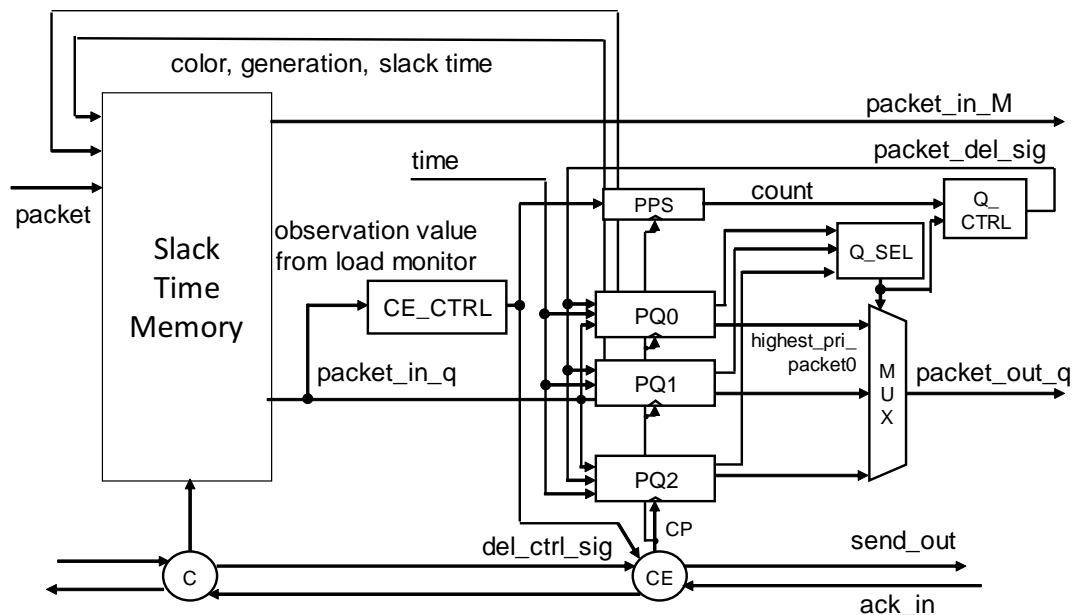 color, generation, slack time
packet_in_M
time
packet_del_sig
packet
PPS
count
Q_
CTRL
Slack
Time
Memory
observation value
from load monitor
Q_SEL
CE_CTRL
PQ0
highest_pri_
packet0
packet_in_q
PQ1
M
U
X
packet_out_q
PQ2
CP
del_ctrl_sig
send_out
C
CE
ack_in